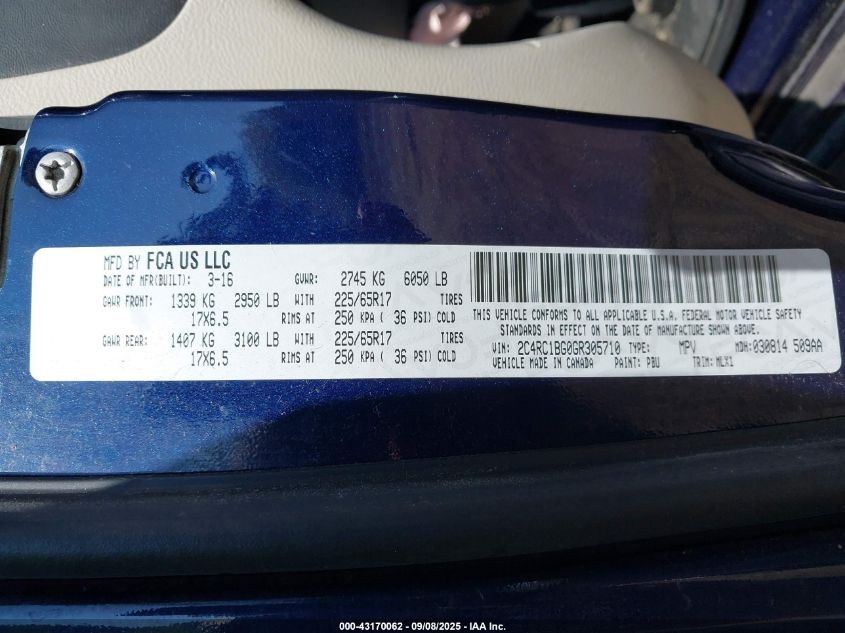 MFD BY FCA US LLC
DATE OF MFR(BUILT): 3-16 GVWR: 2745 KG 6050 LB
GAWR FRONT: 1339 KG 2950 LB WITH 225/65R17 TIRES
17X6.5 RIMS AT 250 KPA ( 36 PSI) COLD
GAWR REAR: 1407 KG 3100 LB WITH 225/65R17 TIRES
17X6.5 RIMS AT 250 KPA ( 36 PSI) COLD
THIS VEHICLE CONFORMS TO ALL APPLICABLE U.S.A. FEDERAL MOTOR VEHICLE SAFETY
STANDARDS IN EFFECT ON THE DATE OF MANUFACTURE SHOWN ABOVE.
VIN: 2C4RC1BG0GR305710 TYPE: MPV MDH: 030814 509AA
VEHICLE MADE IN CANADA PAINT: PBU TRIM: MLX1
000-43170062 - 09/08/2025 - IAA Inc.